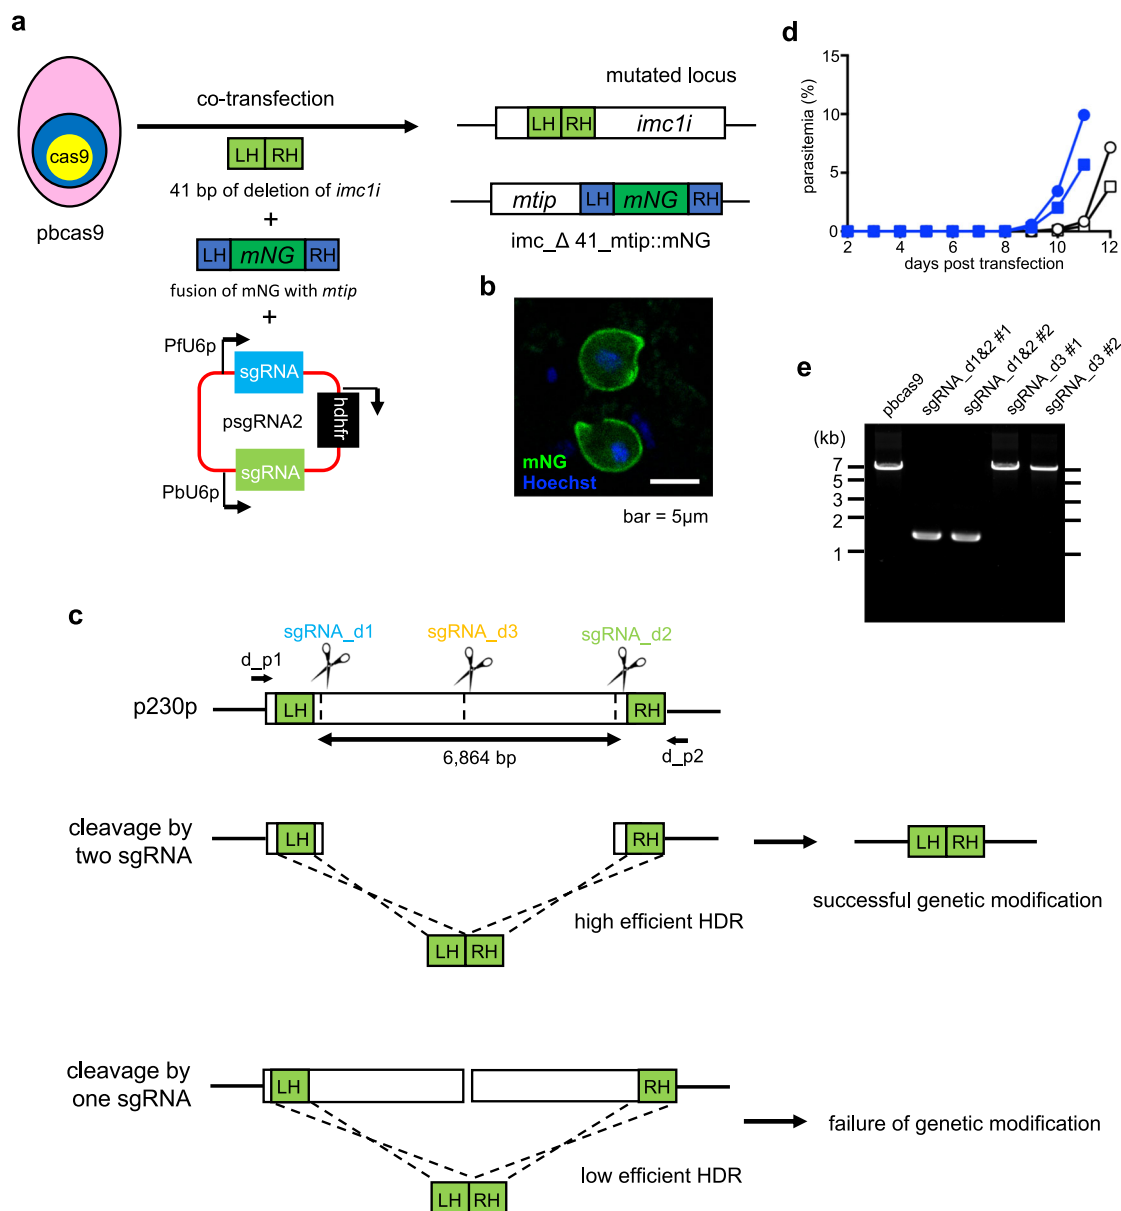 a
co-transfection
cas9
pbcas9
LH RH
41 bp of deletion of imc1i
+
LH mNG RH
fusion of mNG with mtip
+
PfU6p
sgRNA
psgRNA2
hdhfr
sgRNA
PbU6p
mutated locus
LH RH imc1i
mtip LH mNG RH
imc_Δ 41_mtip::mNG
b
mNG
Hoechst
bar = 5µm
c
sgRNA_d1
sgRNA_d3
sgRNA_d2
d_p1
p230p
LH
RH
6,864 bp
d_p2
cleavage by
two sgRNA
LH
RH
LH RH
high efficient HDR
LH RH
successful genetic modification
cleavage by
one sgRNA
LH
RH
LH RH
low efficient HDR
failure of genetic modification
d
parasitemia (%)
15
10
5
0
2 4 6 8 10 12
days post transfection
e
pbcas9
sgRNA_d1&2 #1
sgRNA_d1&2 #2
sgRNA_d3 #1
sgRNA_d3 #2
(kb)
7
5
3
2
1